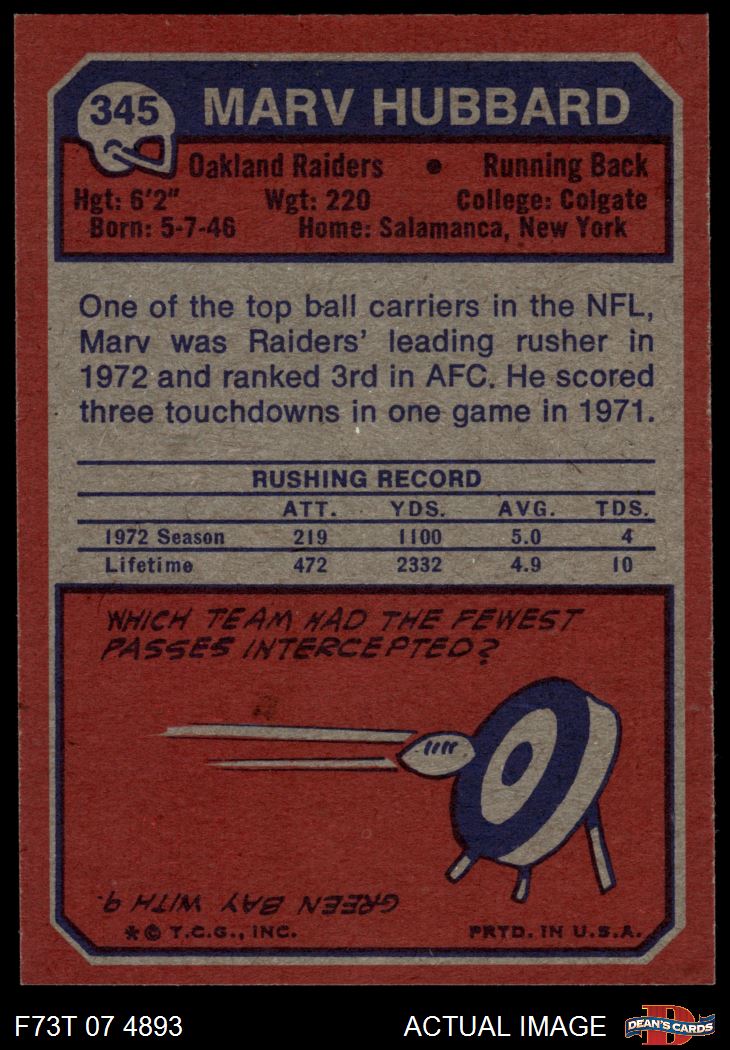 345
MARV HUBBARD
Oakland Raiders • Running Back
Hgt: 6'2" Wgt: 220 College: Colgate
Born: 5-7-46 Home: Salamanca, New York
One of the top ball carriers in the NFL,
Marv was Raiders' leading rusher in
1972 and ranked 3rd in AFC. He scored
three touchdowns in one game in 1971.
RUSHING RECORD
ATT. YDS. AVG. TDS.
1972 Season 219 1100 5.0 4
Lifetime 472 2332 4.9 10
WHICH TEAM HAD THE FEWEST
PASSES INTERCEPTED?
GREEN BAY WITH 9.
*© T.C.G., INC. PRTD. IN U.S.A.
F73T 07 4893 ACTUAL IMAGE
D
DEAN'S CARDS